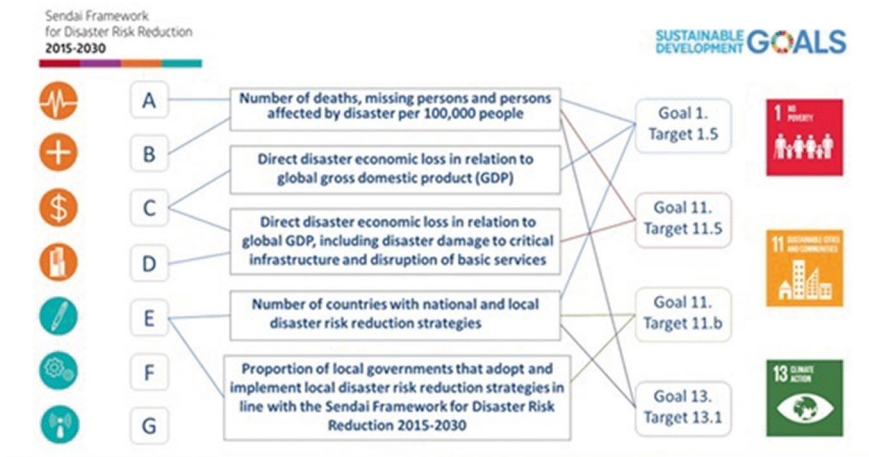 Sendai Framework
for Disaster Risk Reduction
2015-2030
SUSTAINABLE
DEVELOPMENT GOALS
A
B
C
D
E
F
G
Number of deaths, missing persons and persons
affected by disaster per 100,000 people
Direct disaster economic loss in relation to
global gross domestic product (GDP)
Direct disaster economic loss in relation to
global GDP, including disaster damage to critical
infrastructure and disruption of basic services
Number of countries with national and local
disaster risk reduction strategies
Proportion of local governments that adopt and
implement local disaster risk reduction strategies in
line with the Sendai Framework for Disaster Risk
Reduction 2015-2030
Goal 1.
Target 1.5
Goal 11.
Target 11.5
Goal 11.
Target 11.b
Goal 13.
Target 13.1
1 NO
POVERTY
11 SUSTAINABLE CITIES
AND COMMUNITIES
13 CLIMATE
ACTION